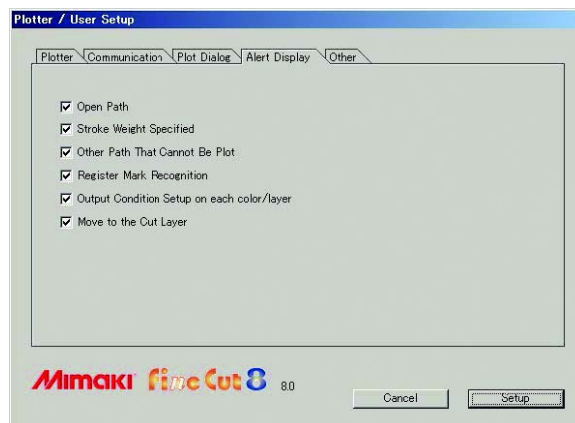 Plotter / User Setup
Plotter Communication Plot Dialog Alert Display Other
Open Path
Stroke Weight Specified
Other Path That Cannot Be Plot
Register Mark Recognition
Output Condition Setup on each color/layer
Move to the Cut Layer
Mimaki Fine Cut 8 8.0
Cancel Setup